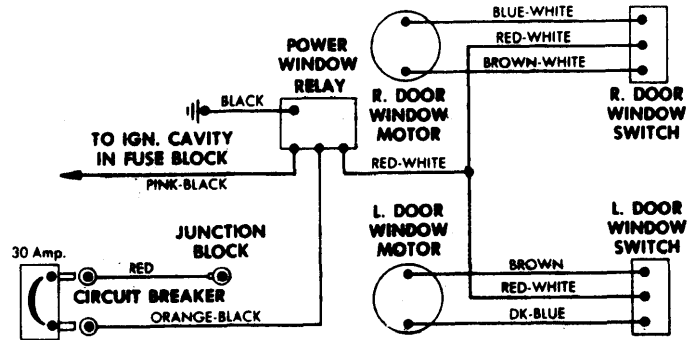 BLUE-WHITE
RED-WHITE
BROWN-WHITE
POWER
WINDOW
RELAY
BLACK
R. DOOR
WINDOW
MOTOR
R. DOOR
WINDOW
SWITCH
TO IGN. CAVITY
IN FUSE BLOCK
PINK-BLACK
RED-WHITE
L. DOOR
WINDOW
MOTOR
L. DOOR
WINDOW
SWITCH
JUNCTION
BLOCK
30 Amp.
RED
CIRCUIT BREAKER
ORANGE-BLACK
BROWN
RED-WHITE
DK-BLUE